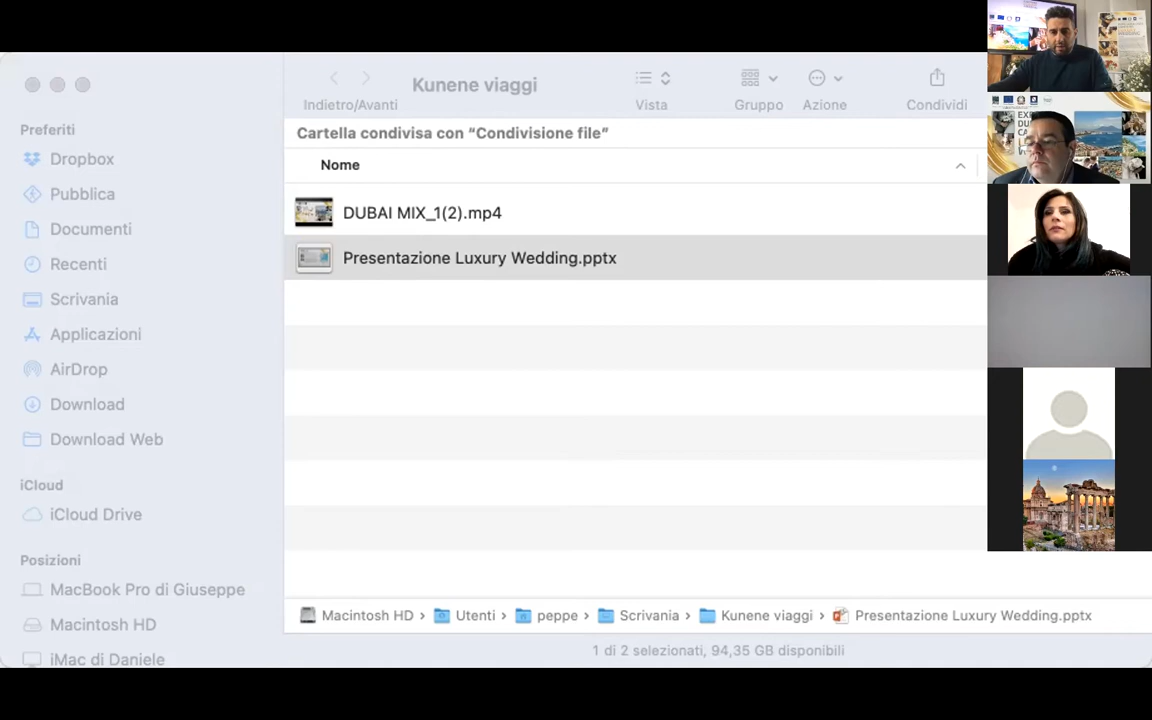 Kunene viaggi
Indietro/Avanti
Vista
Gruppo
Azione
Condividi
Cartella condivisa con “Condivisione file”
Nome
DUBAI MIX_1(2).mp4
Presentazione Luxury Wedding.pptx
Preferiti
Dropbox
Pubblica
Documenti
Recenti
Scrivania
Applicazioni
AirDrop
Download
Download Web
iCloud
iCloud Drive
Posizioni
MacBook Pro di Giuseppe
Macintosh HD
iMac di Daniele
Macintosh HD › Utenti › peppe › Scrivania › Kunene viaggi › Presentazione Luxury Wedding.pptx
1 di 2 selezionati, 94,35 GB disponibili